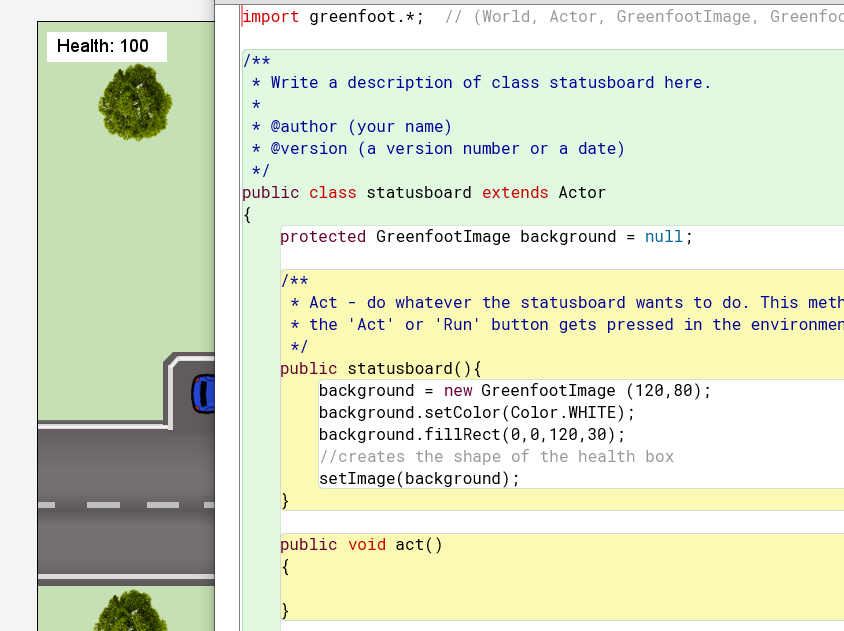 Health: 100
import greenfoot.*;  // (World, Actor, GreenfootImage, Greenfoo
/**
 * Write a description of class statusboard here.
 *
 * @author (your name)
 * @version (a version number or a date)
 */
public class statusboard extends Actor
{
    protected GreenfootImage background = null;
    /**
     * Act - do whatever the statusboard wants to do. This meth
     * the 'Act' or 'Run' button gets pressed in the environmen
     */
    public statusboard(){
        background = new GreenfootImage (120,80);
        background.setColor(Color.WHITE);
        background.fillRect(0,0,120,30);
        //creates the shape of the health box
        setImage(background);
    }
    public void act()
    {
    }